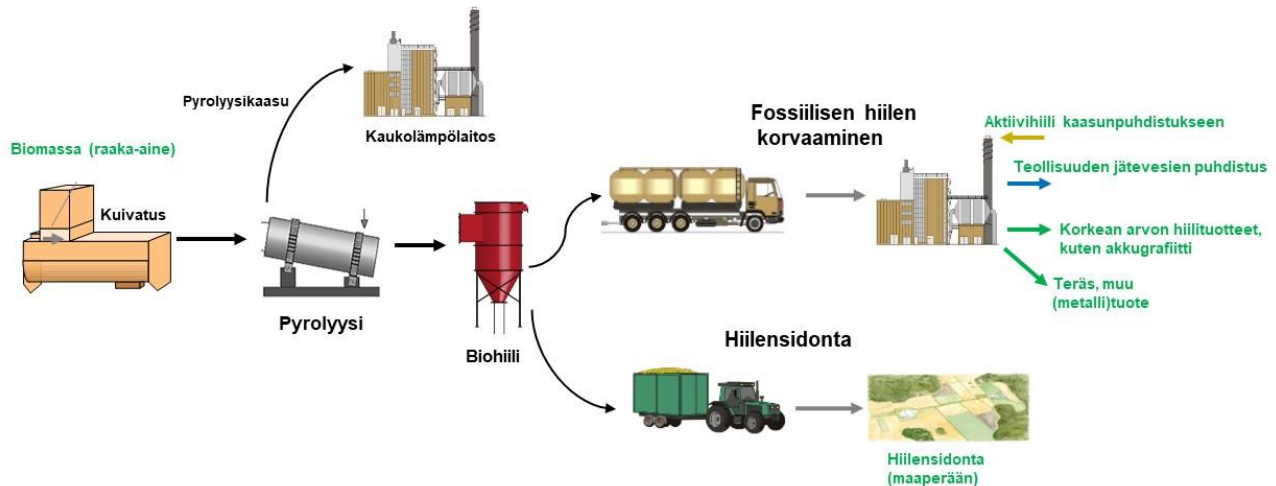 Pyrolyysikaasu
Kaukolämpölaitos
Biomassa (raaka-aine)
Kuivatus
Pyrolyysi
Biohiili
Fossiilisen hiilen
korvaaminen
Aktiivihiili kaasunpuhdistukseen
Teollisuuden jätevesien puhdistus
Korkean arvon hiilituotteet,
kuten akkugrafiitti
Teräs, muu
(metalli)tuote
Hiilensidonta
Hiilensidonta
(maaperään)